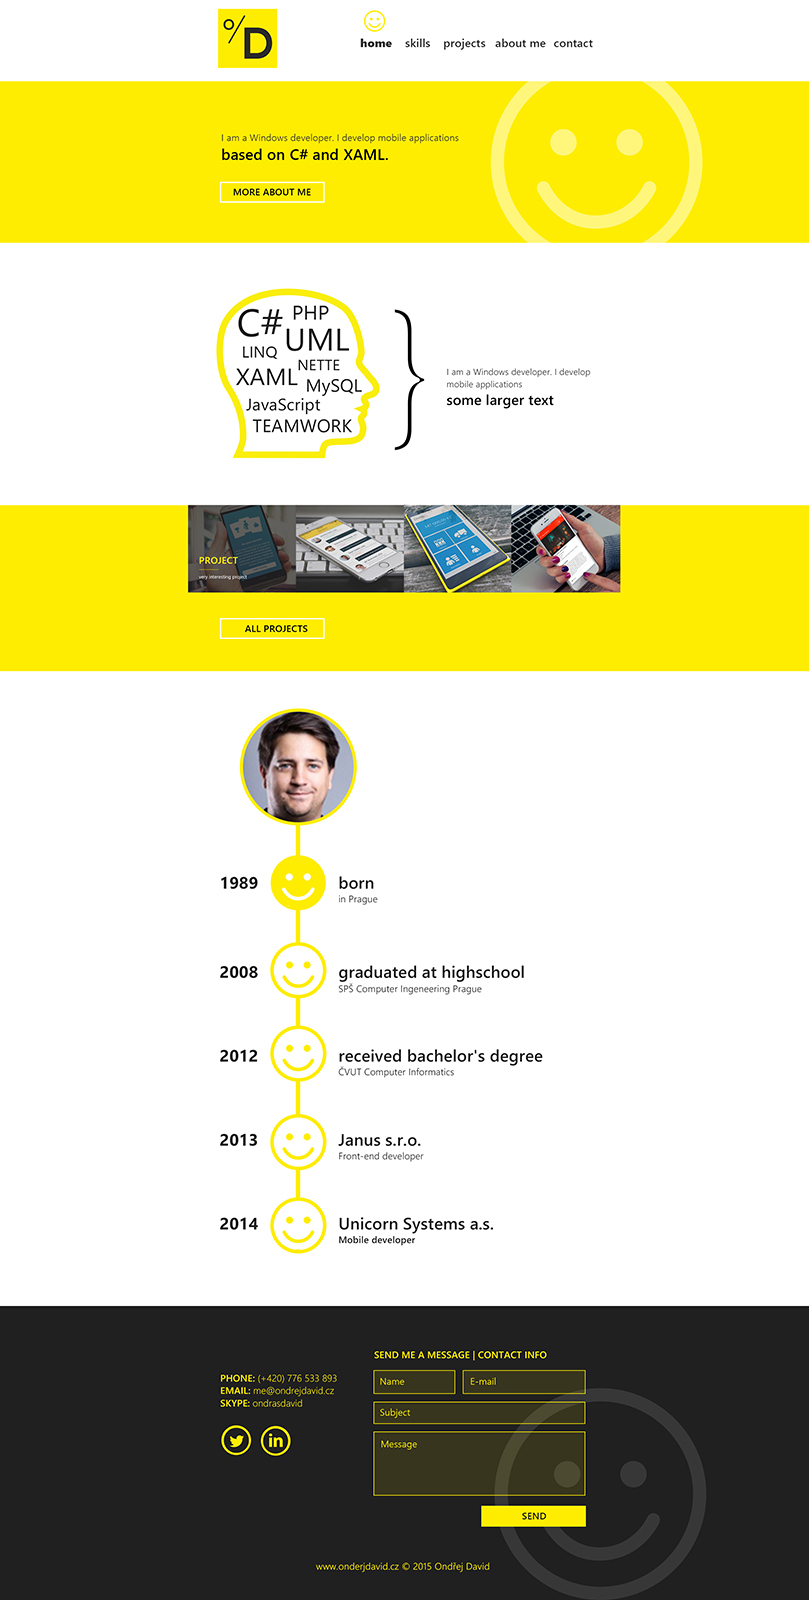 °/D
home skills projects about me contact
I am a Windows developer. I develop mobile applications
based on C# and XAML.
MORE ABOUT ME
C# PHP
UML
LINQ
NETTE
XAML MySQL
JavaScript
TEAMWORK
I am a Windows developer. I develop
mobile applications
some larger text
PROJECT
very interesting project
ALL PROJECTS
1989 born
in Prague
2008 graduated at highschool
SPŠ Computer Ingeneering Prague
2012 received bachelor's degree
ČVUT Computer Informatics
2013 Janus s.r.o.
Front-end developer
2014 Unicorn Systems a.s.
Mobile developer
SEND ME A MESSAGE | CONTACT INFO
PHONE: (+420) 776 533 893
EMAIL: me@ondrejdavid.cz
SKYPE: ondrasdavid
in
Name E-mail
Subject
Message
SEND
www.onderjdavid.cz © 2015 Ondřej David